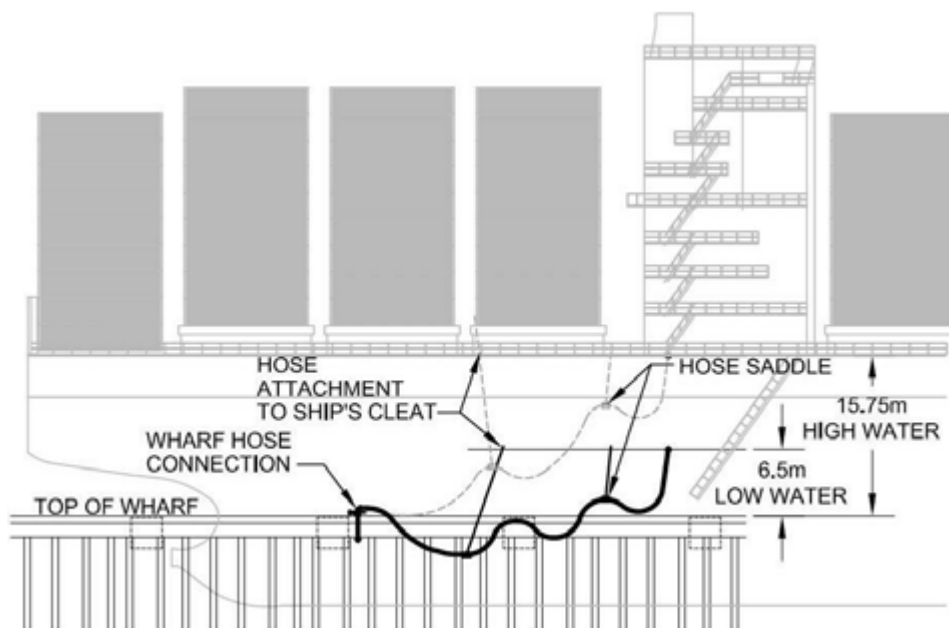 HOSE
ATTACHMENT
TO SHIP'S CLEAT
HOSE SADDLE
15.75m
HIGH WATER
WHARF HOSE
CONNECTION
6.5m
LOW WATER
TOP OF WHARF